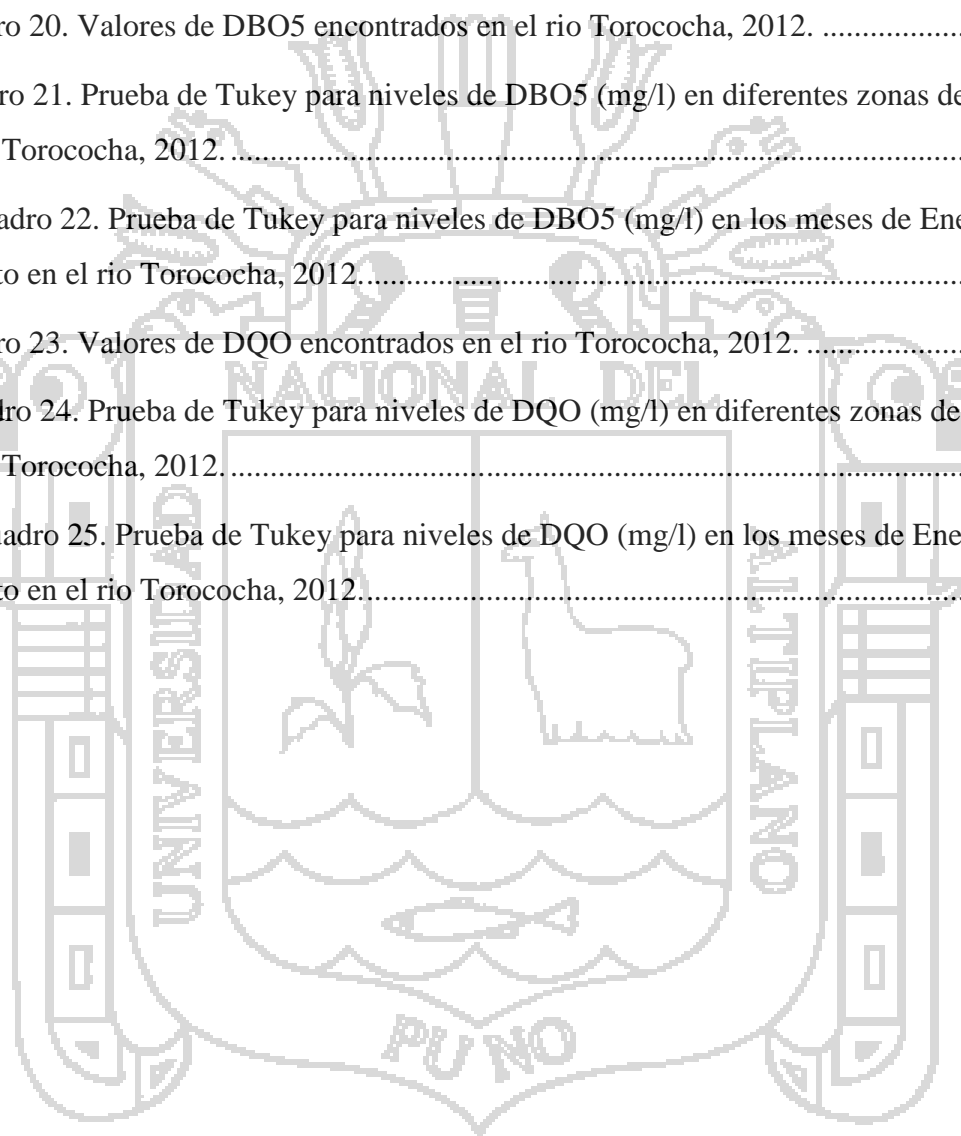 ro 20. Valores de DBO5 encontrados en el rio Torococha, 2012. ..................
ro 21. Prueba de Tukey para niveles de DBO5 (mg/l) en diferentes zonas de
Torococha, 2012. ................................................................................
adro 22. Prueba de Tukey para niveles de DBO5 (mg/l) en los meses de Ene
to en el rio Torococha, 2012. ................................................................
ro 23. Valores de DQO encontrados en el rio Torococha, 2012. ....................
NACIONAL DEL
dro 24. Prueba de Tukey para niveles de DQO (mg/l) en diferentes zonas de
Torococha, 2012. ................................................................................
uadro 25. Prueba de Tukey para niveles de DQO (mg/l) en los meses de Ene
to en el rio Torococha, 2012. ................................................................
UNIVERSIDAD
ALTIPLANO
PUNO